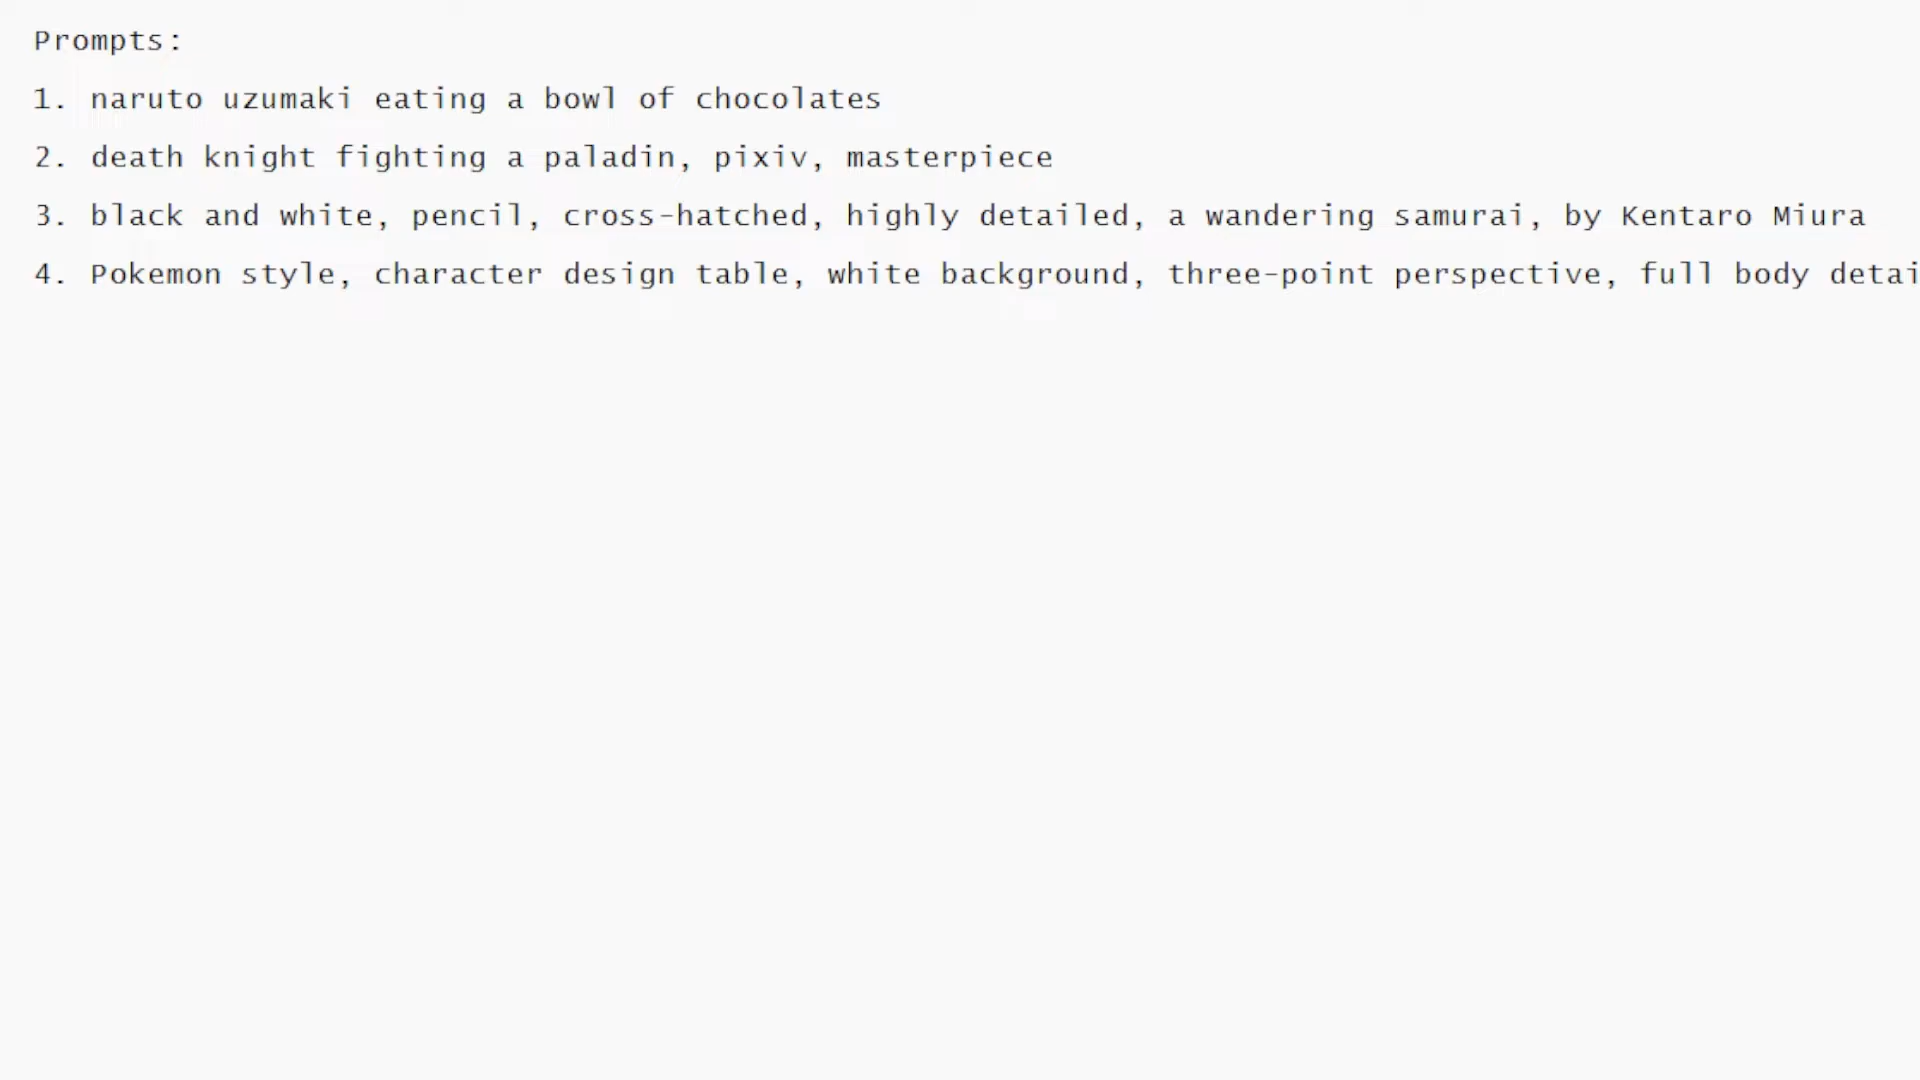 Prompts:
1. naruto uzumaki eating a bowl of chocolates
2. death knight fighting a paladin, pixiv, masterpiece
3. black and white, pencil, cross-hatched, highly detailed, a wandering samurai, by Kentaro Miura
4. Pokemon style, character design table, white background, three-point perspective, full body detai